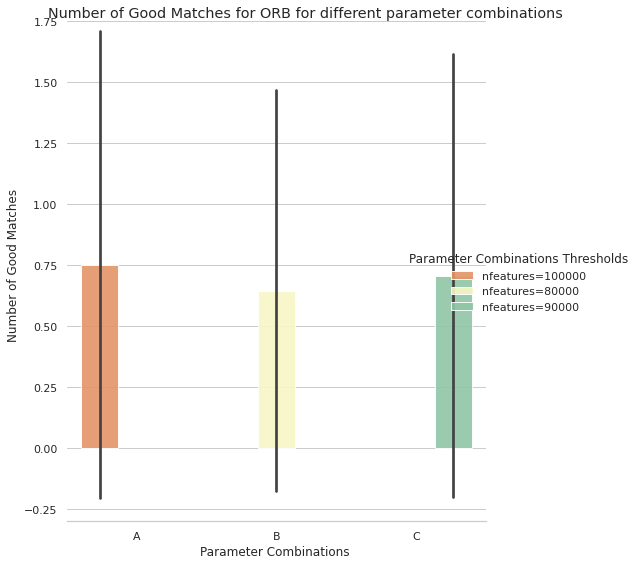 Number of Good Matches for ORB for different parameter combinations
1.75
1.50
1.25
1.00
0.75
0.50
0.25
0.00
−0.25
Number of Good Matches
A
B
C
Parameter Combinations
Parameter Combinations Thresholds
nfeatures=100000
nfeatures=80000
nfeatures=90000